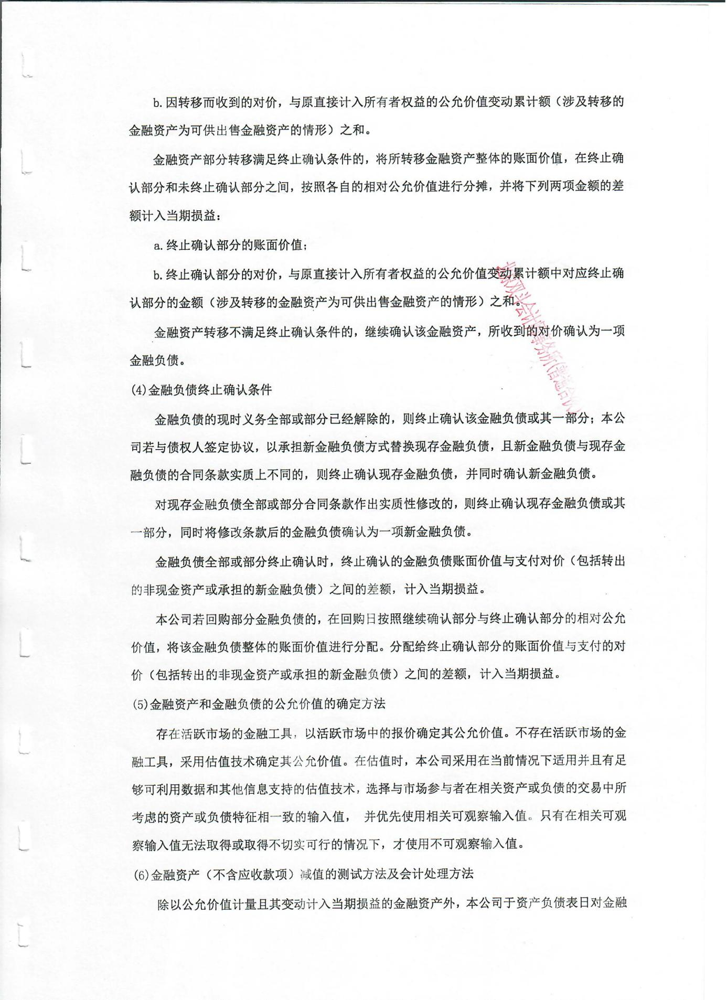 b.因转移而收到的对价，与原直接计入所有者权益的公允价值变动累计额（涉及转移的
金融资产为可供出售金融资产的情形）之和。
金融资产部分转移满足终止确认条件的，将所转移金融资产整体的账面价值，在终止确
认部分和未终止确认部分之间，按照各自的相对公允价值进行分摊，并将下列两项金额的差
额计入当期损益：
a.终止确认部分的账面价值；
b.终止确认部分的对价，与原直接计入所有者权益的公允价值变动累计额中对应终止确
认部分的金额（涉及转移的金融资产为可供出售金融资产的情形）之和。
金融资产转移不满足终止确认条件的，继续确认该金融资产，所收到的对价确认为一项
金融负债。
(4)金融负债终止确认条件
金融负债的现时义务全部或部分已经解除的，则终止确认该金融负债或其一部分；本公
司若与债权人签定协议，以承担新金融负债方式替换现存金融负债，且新金融负债与现存金
融负债的合同条款实质上不同的，则终止确认现存金融负债，并同时确认新金融负债。
对现存金融负债全部或部分合同条款作出实质性修改的，则终止确认现存金融负债或其
一部分，同时将修改条款后的金融负债确认为一项新金融负债。
金融负债全部或部分终止确认时，终止确认的金融负债账面价值与支付对价（包括转出
的非现金资产或承担的新金融负债）之间的差额，计入当期损益。
本公司若回购部分金融负债的，在回购日按照继续确认部分与终止确认部分的相对公允
价值，将该金融负债整体的账面价值进行分配。分配给终止确认部分的账面价值与支付的对
价（包括转出的非现金资产或承担的新金融负债）之间的差额，计入当期损益。
(5)金融资产和金融负债的公允价值的确定方法
存在活跃市场的金融工具，以活跃市场中的报价确定其公允价值。不存在活跃市场的金
融工具，采用估值技术确定其公允价值。在估值时，本公司采用在当前情况下适用并且有足
够可利用数据和其他信息支持的估值技术，选择与市场参与者在相关资产或负债的交易中所
考虑的资产或负债特征相一致的输入值， 并优先使用相关可观察输入值。只有在相关可观
察输入值无法取得或取得不切实可行的情况下，才使用不可观察输入值。
(6)金融资产（不含应收款项）减值的测试方法及会计处理方法
除以公允价值计量且其变动计入当期损益的金融资产外，本公司于资产负债表日对金融
会计师事务所(普通合伙)